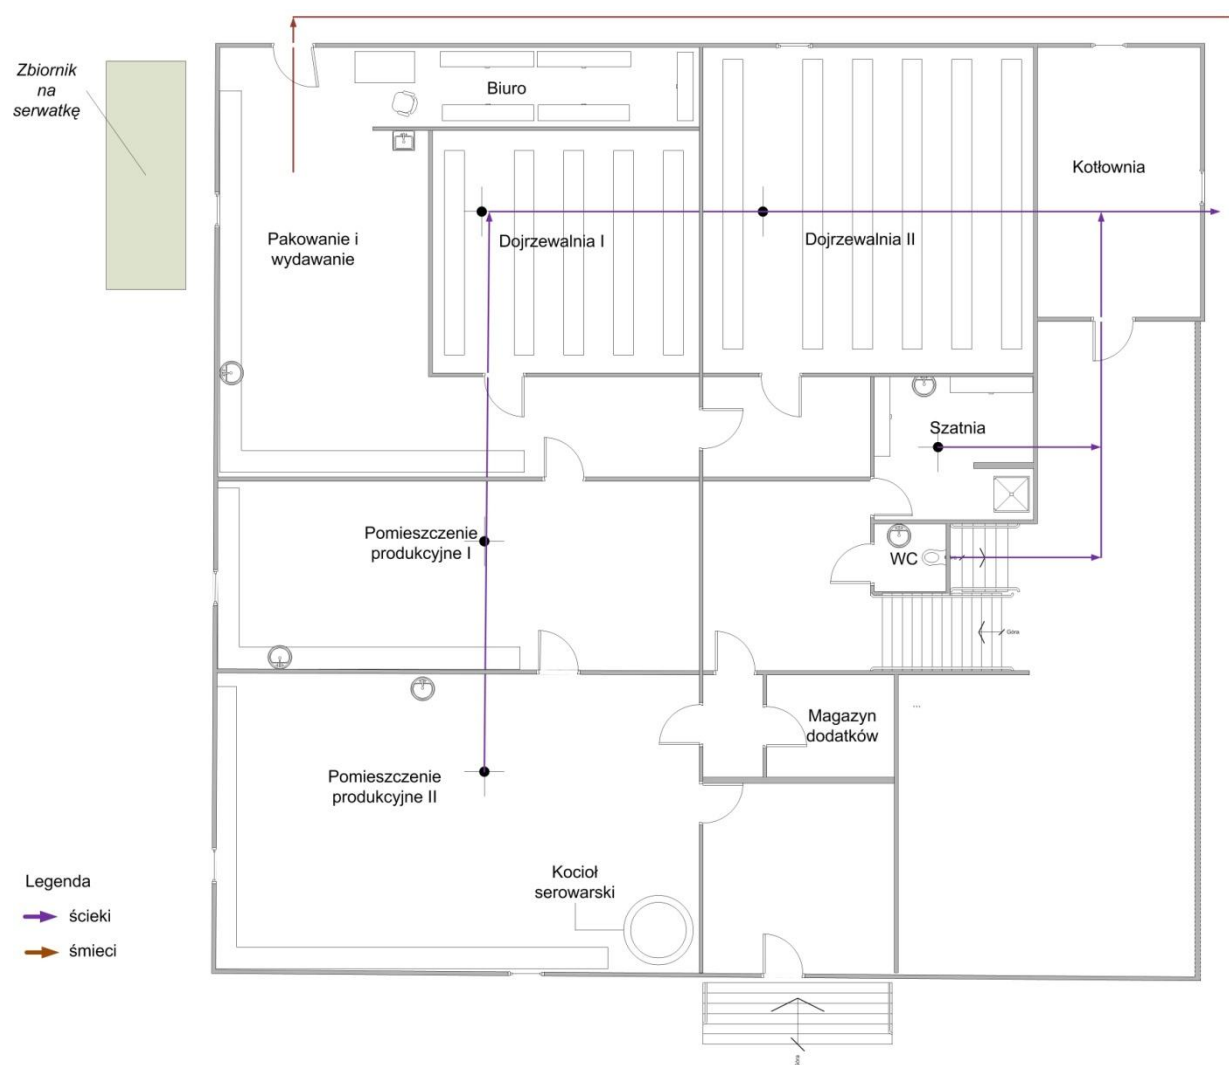 Zbiornik
na
serwatkę
Biuro
Kotłownia
Pakowanie i
wydawanie
Dojrzewalnia I
Dojrzewalnia II
Szatnia
Pomieszczenie
produkcyjne I
WC
Góra
Magazyn
dodatków
...
Pomieszczenie
produkcyjne II
Kocioł
serowarski
Legenda
ścieki
śmieci